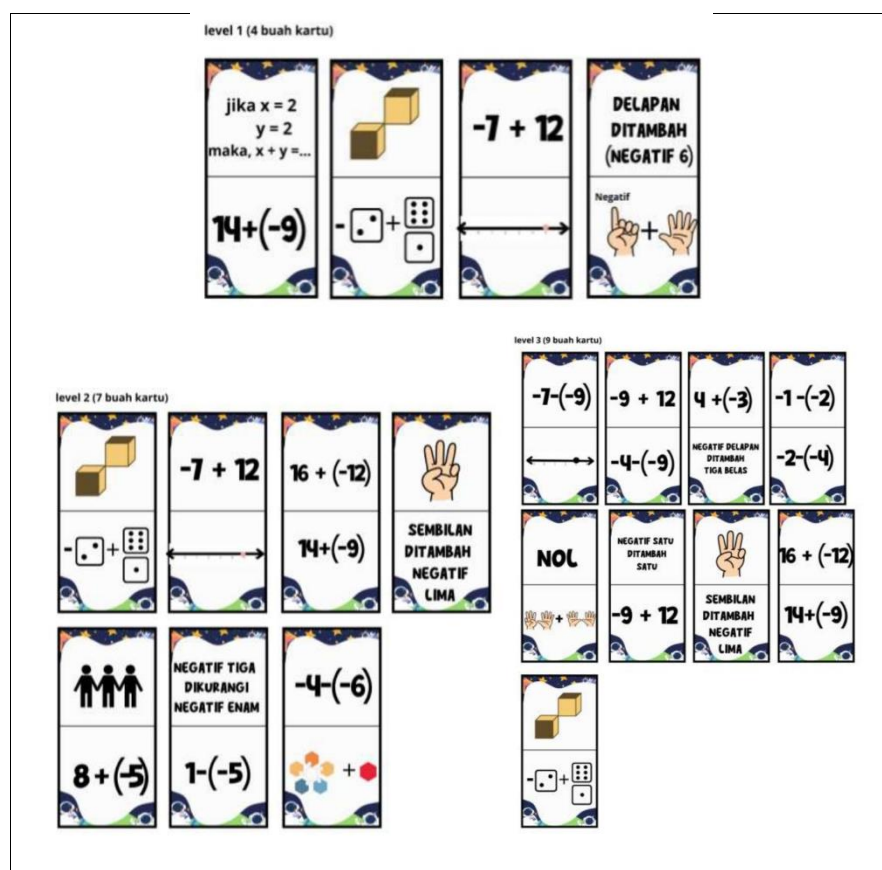 level 1 (4 buah kartu)
jika x = 2
y = 2
maka, x + y =...
14+(-9)
- +
-7 + 12
DELAPAN
DITAMBAH
(NEGATIF 6)
Negatif
+
level 2 (7 buah kartu)
- +
-7 + 12
16 + (-12)
14+(-9)
SEMBILAN
DITAMBAH
NEGATIF
LIMA
8 + (-5)
NEGATIF TIGA
DIKURANGI
NEGATIF ENAM
1-(-5)
-4-(-6)
+
level 3 (9 buah kartu)
-7-(-9)
-9 + 12
-4-(-9)
4 +(-3)
NEGATIF DELAPAN
DITAMBAH
TIGA BELAS
-1 -(-2)
-2-(-4)
NOL
+
NEGATIF SATU
DITAMBAH
SATU
-9 + 12
SEMBILAN
DITAMBAH
NEGATIF
LIMA
16 + (-12)
14+(-9)
- +